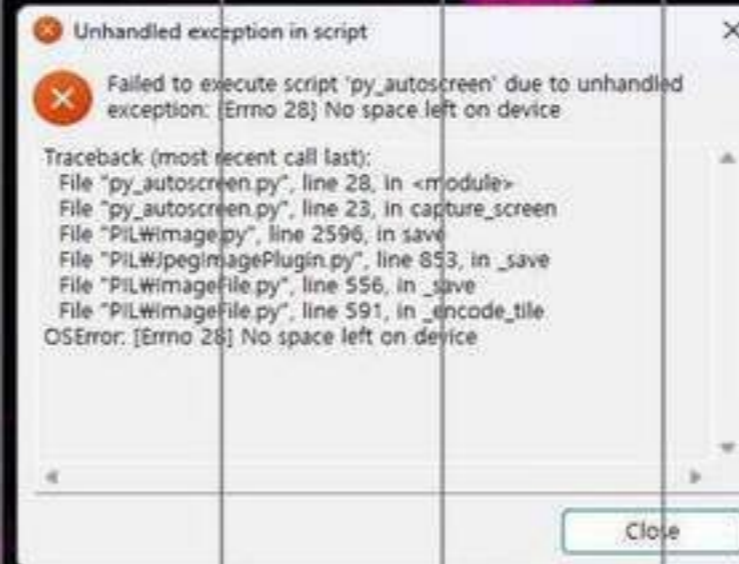 Unhandled exception in script
Failed to execute script 'py_autoscreen' due to unhandled
exception: [Errno 28] No space left on device
Traceback (most recent call last):
File "py_autoscreen.py", line 28, in <module>
File "py_autoscreen.py", line 23, in capture_screen
File "PIL₩Image.py", line 2596, in save
File "PIL₩JpegImagePlugin.py", line 853, in _save
File "PIL₩ImageFile.py", line 556, in _save
File "PIL₩ImageFile.py", line 591, in _encode_tile
OSError: [Errno 28] No space left on device
Close